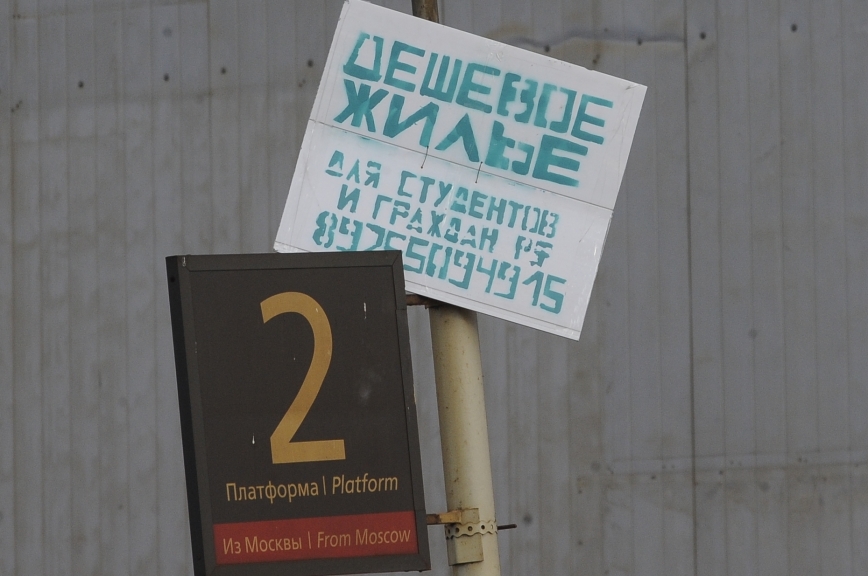 ДЕШЕВОЕ
ЖИЛЬЕ
ДЛЯ СТУДЕНТОВ
И ГРАЖДАН РФ
89265094915
2
Платформа | Platform
Из Москвы | From Moscow